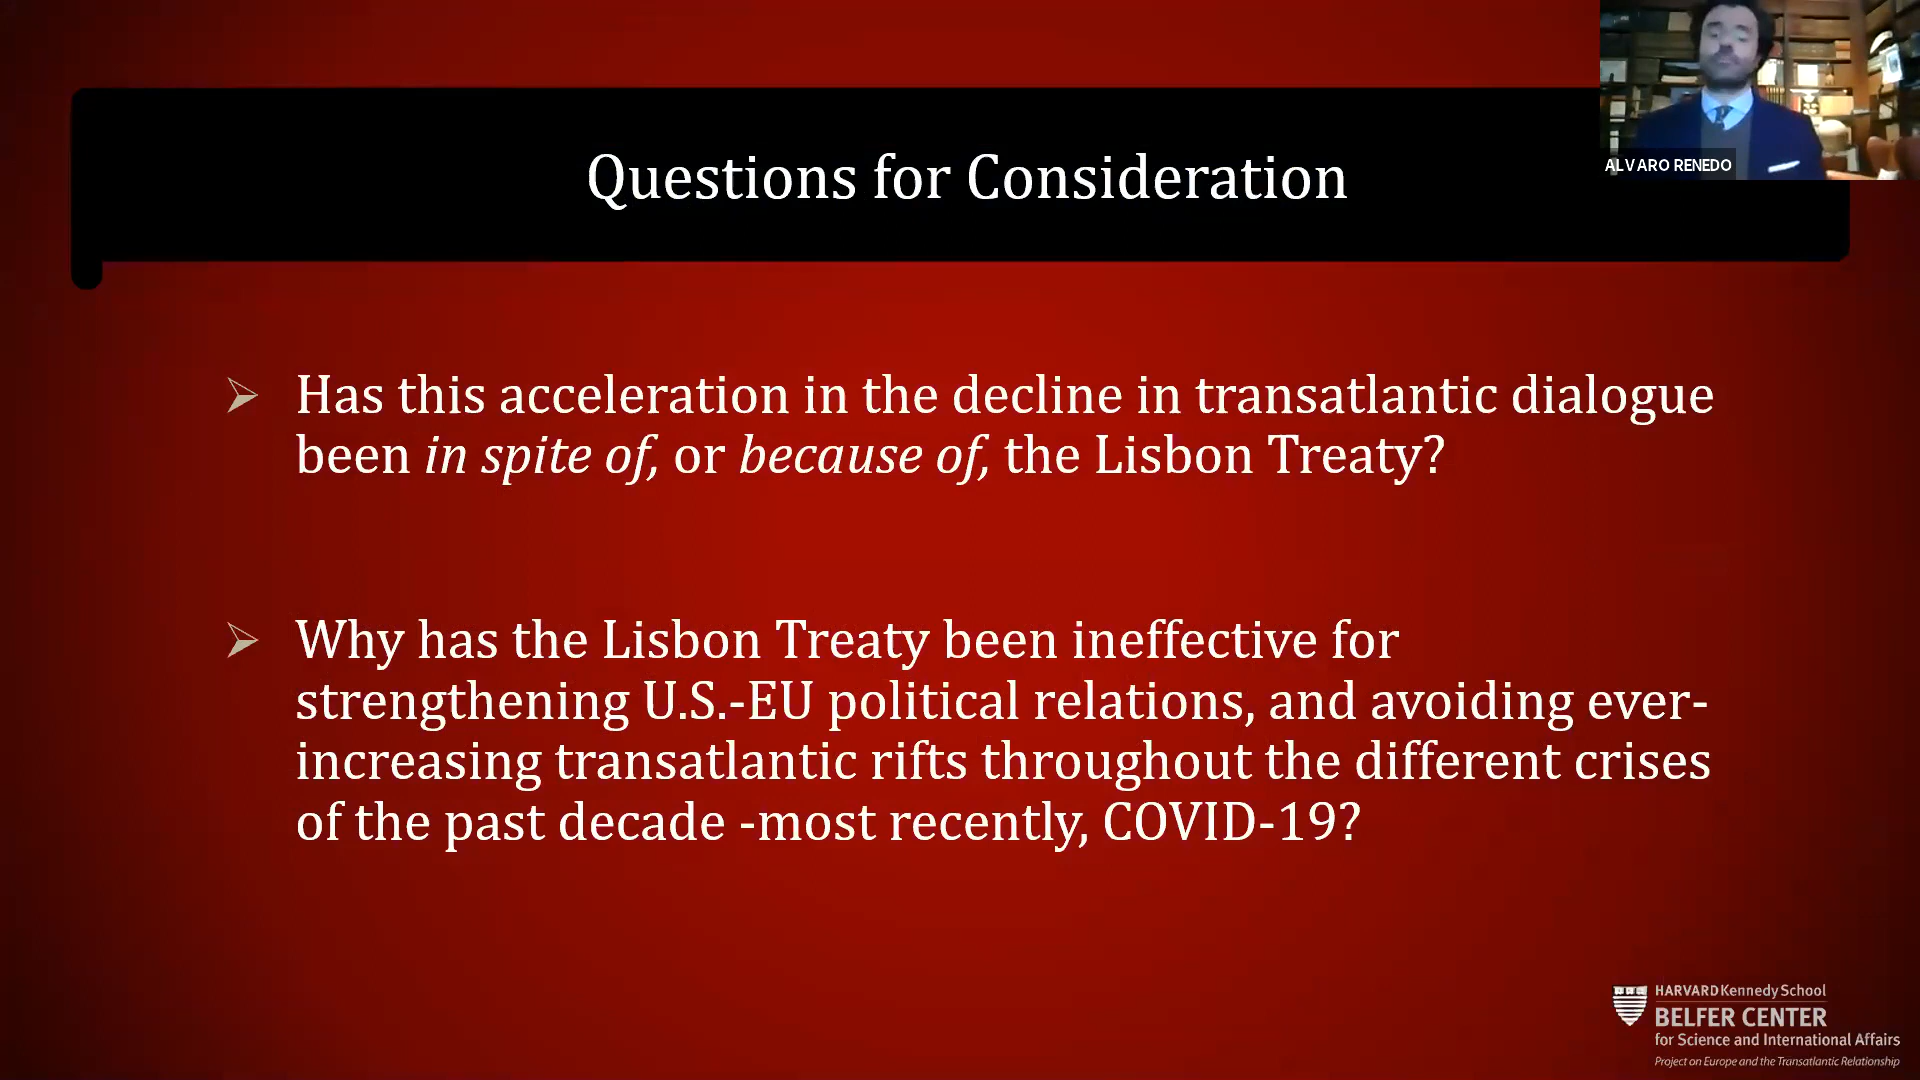 ALVARO RENEDO
Questions for Consideration
Has this acceleration in the decline in transatlantic dialogue
been in spite of, or because of, the Lisbon Treaty?
Why has the Lisbon Treaty been ineffective for
strengthening U.S.-EU political relations, and avoiding ever-
increasing transatlantic rifts throughout the different crises
of the past decade -most recently, COVID-19?
HARVARD Kennedy School
BELFER CENTER
for Science and International Affairs
Project on Europe and the Transatlantic Relationship